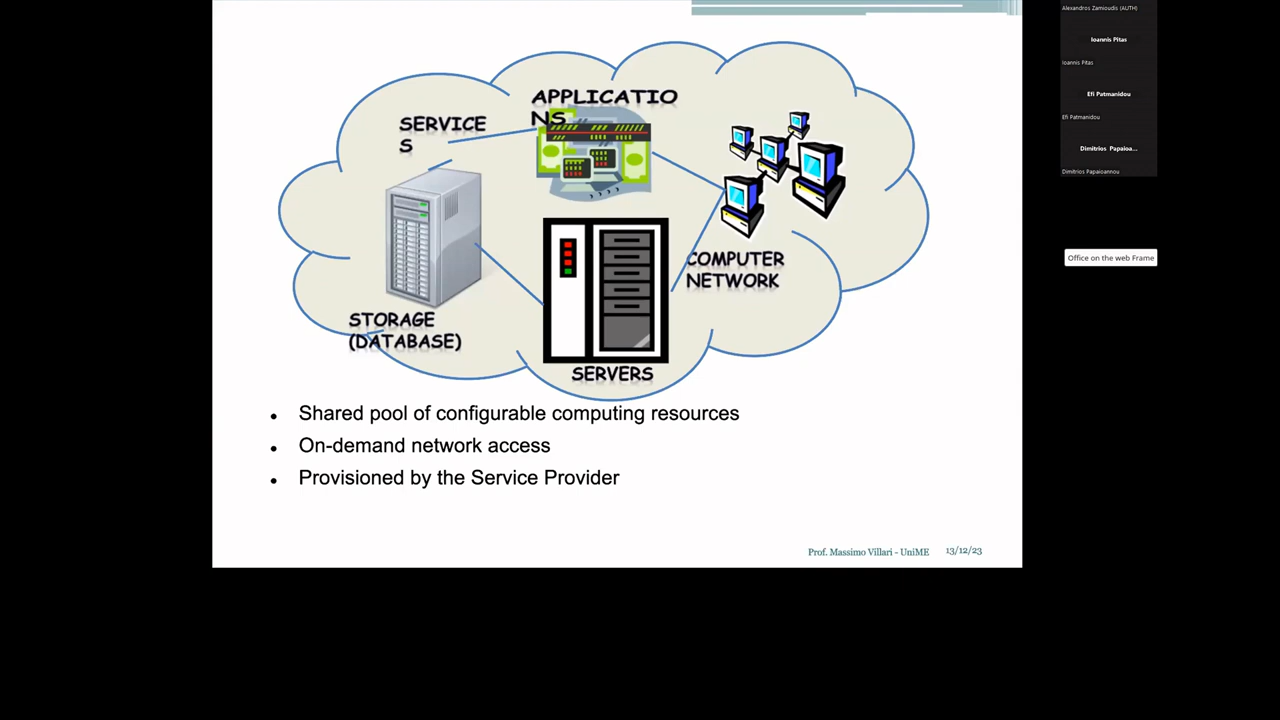 APPLICATIO
NS
SERVICE
S
COMPUTER
NETWORK
STORAGE
(DATABASE)
SERVERS
• Shared pool of configurable computing resources
• On-demand network access
• Provisioned by the Service Provider
Prof. Massimo Villari - UniME 13/12/23
Alexandros Zamioudis (AUTH)
Ioannis Pitas
Ioannis Pitas
Efi Patmanidou
Efi Patmanidou
Dimitrios Papaioa...
Dimitrios Papaioannou
Office on the web Frame